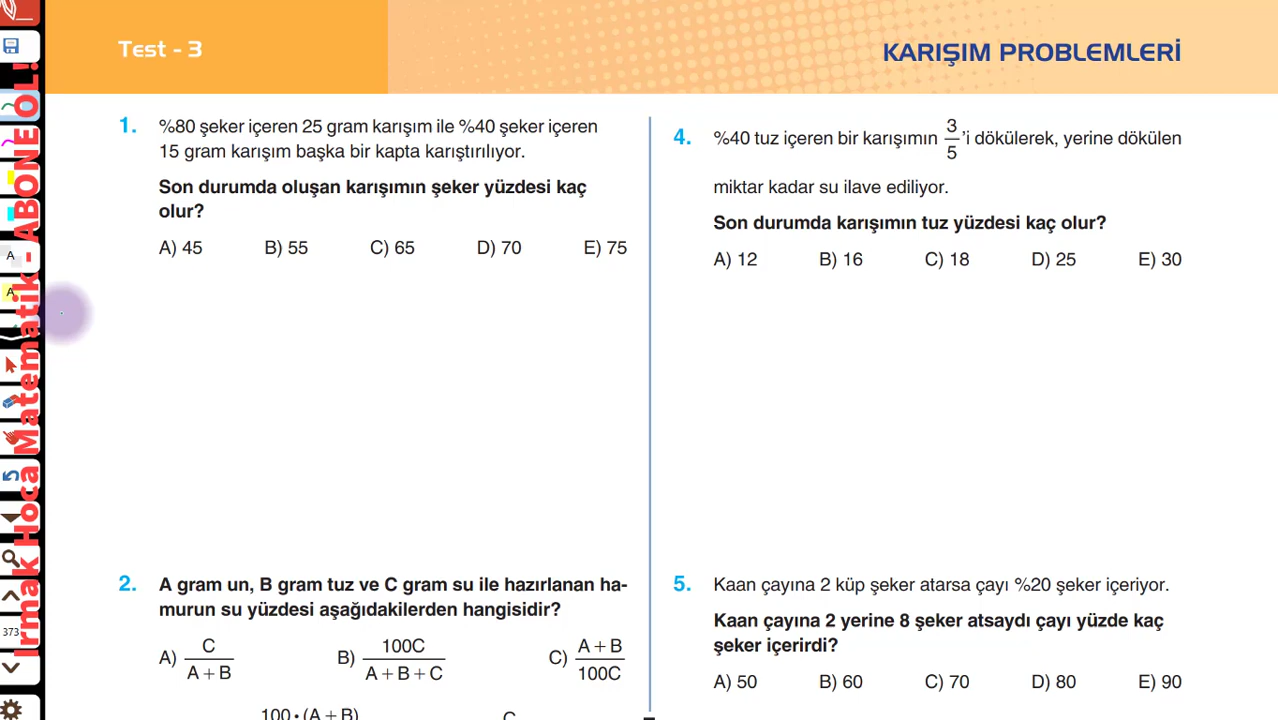 Test - 3
KARIŞIM PROBLEMLERİ
1. %80 şeker içeren 25 gram karışım ile %40 şeker içeren
15 gram karışım başka bir kapta karıştırılıyor.
Son durumda oluşan karışımın şeker yüzdesi kaç
olur?
A) 45 B) 55 C) 65 D) 70 E) 75
2. A gram un, B gram tuz ve C gram su ile hazırlanan ha-
murun su yüzdesi aşağıdakilerden hangisidir?
A) C/(A + B) B) 100C/(A + B + C) C) (A + B)/100C
100 • (A + B) C
4. %40 tuz içeren bir karışımın 3/5 'i dökülerek, yerine dökülen
miktar kadar su ilave ediliyor.
Son durumda karışımın tuz yüzdesi kaç olur?
A) 12 B) 16 C) 18 D) 25 E) 30
5. Kaan çayına 2 küp şeker atarsa çayı %20 şeker içeriyor.
Kaan çayına 2 yerine 8 şeker atsaydı çayı yüzde kaç
şeker içerirdi?
A) 50 B) 60 C) 70 D) 80 E) 90
Irmak Hoca Matematik - ABONE OL!
A
A
373